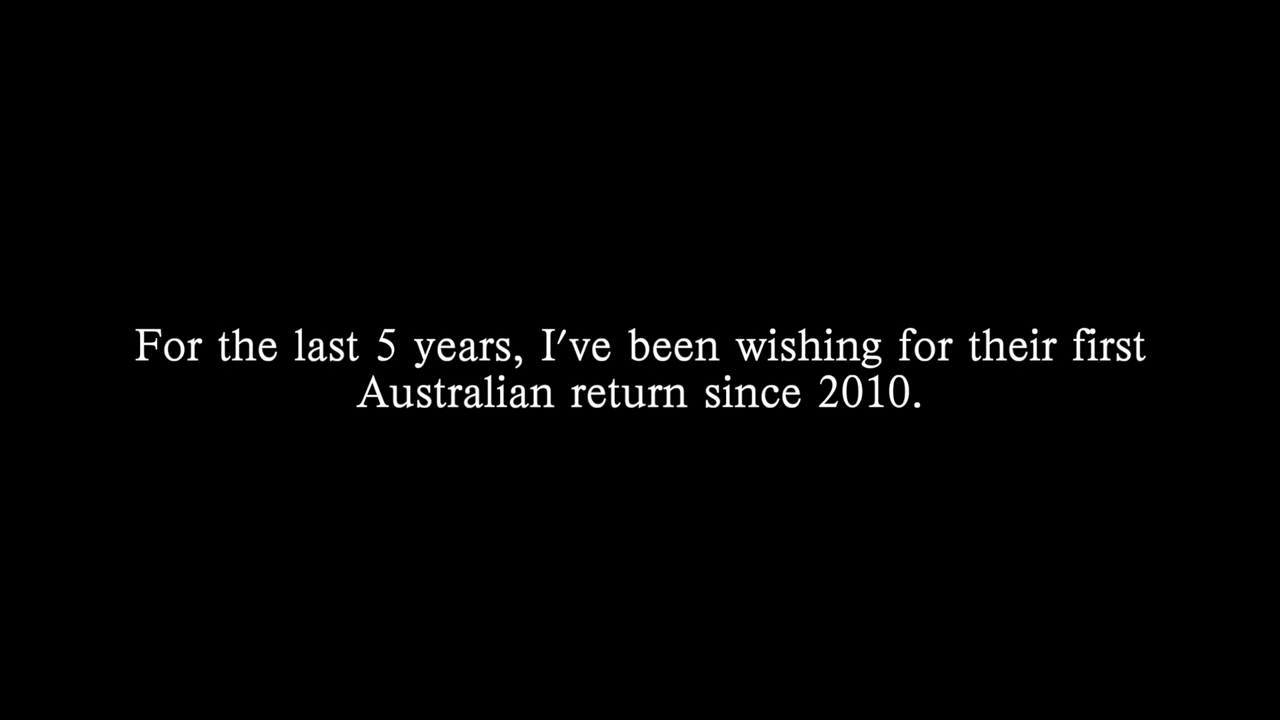 For the last 5 years, I've been wishing for their first
Australian return since 2010.